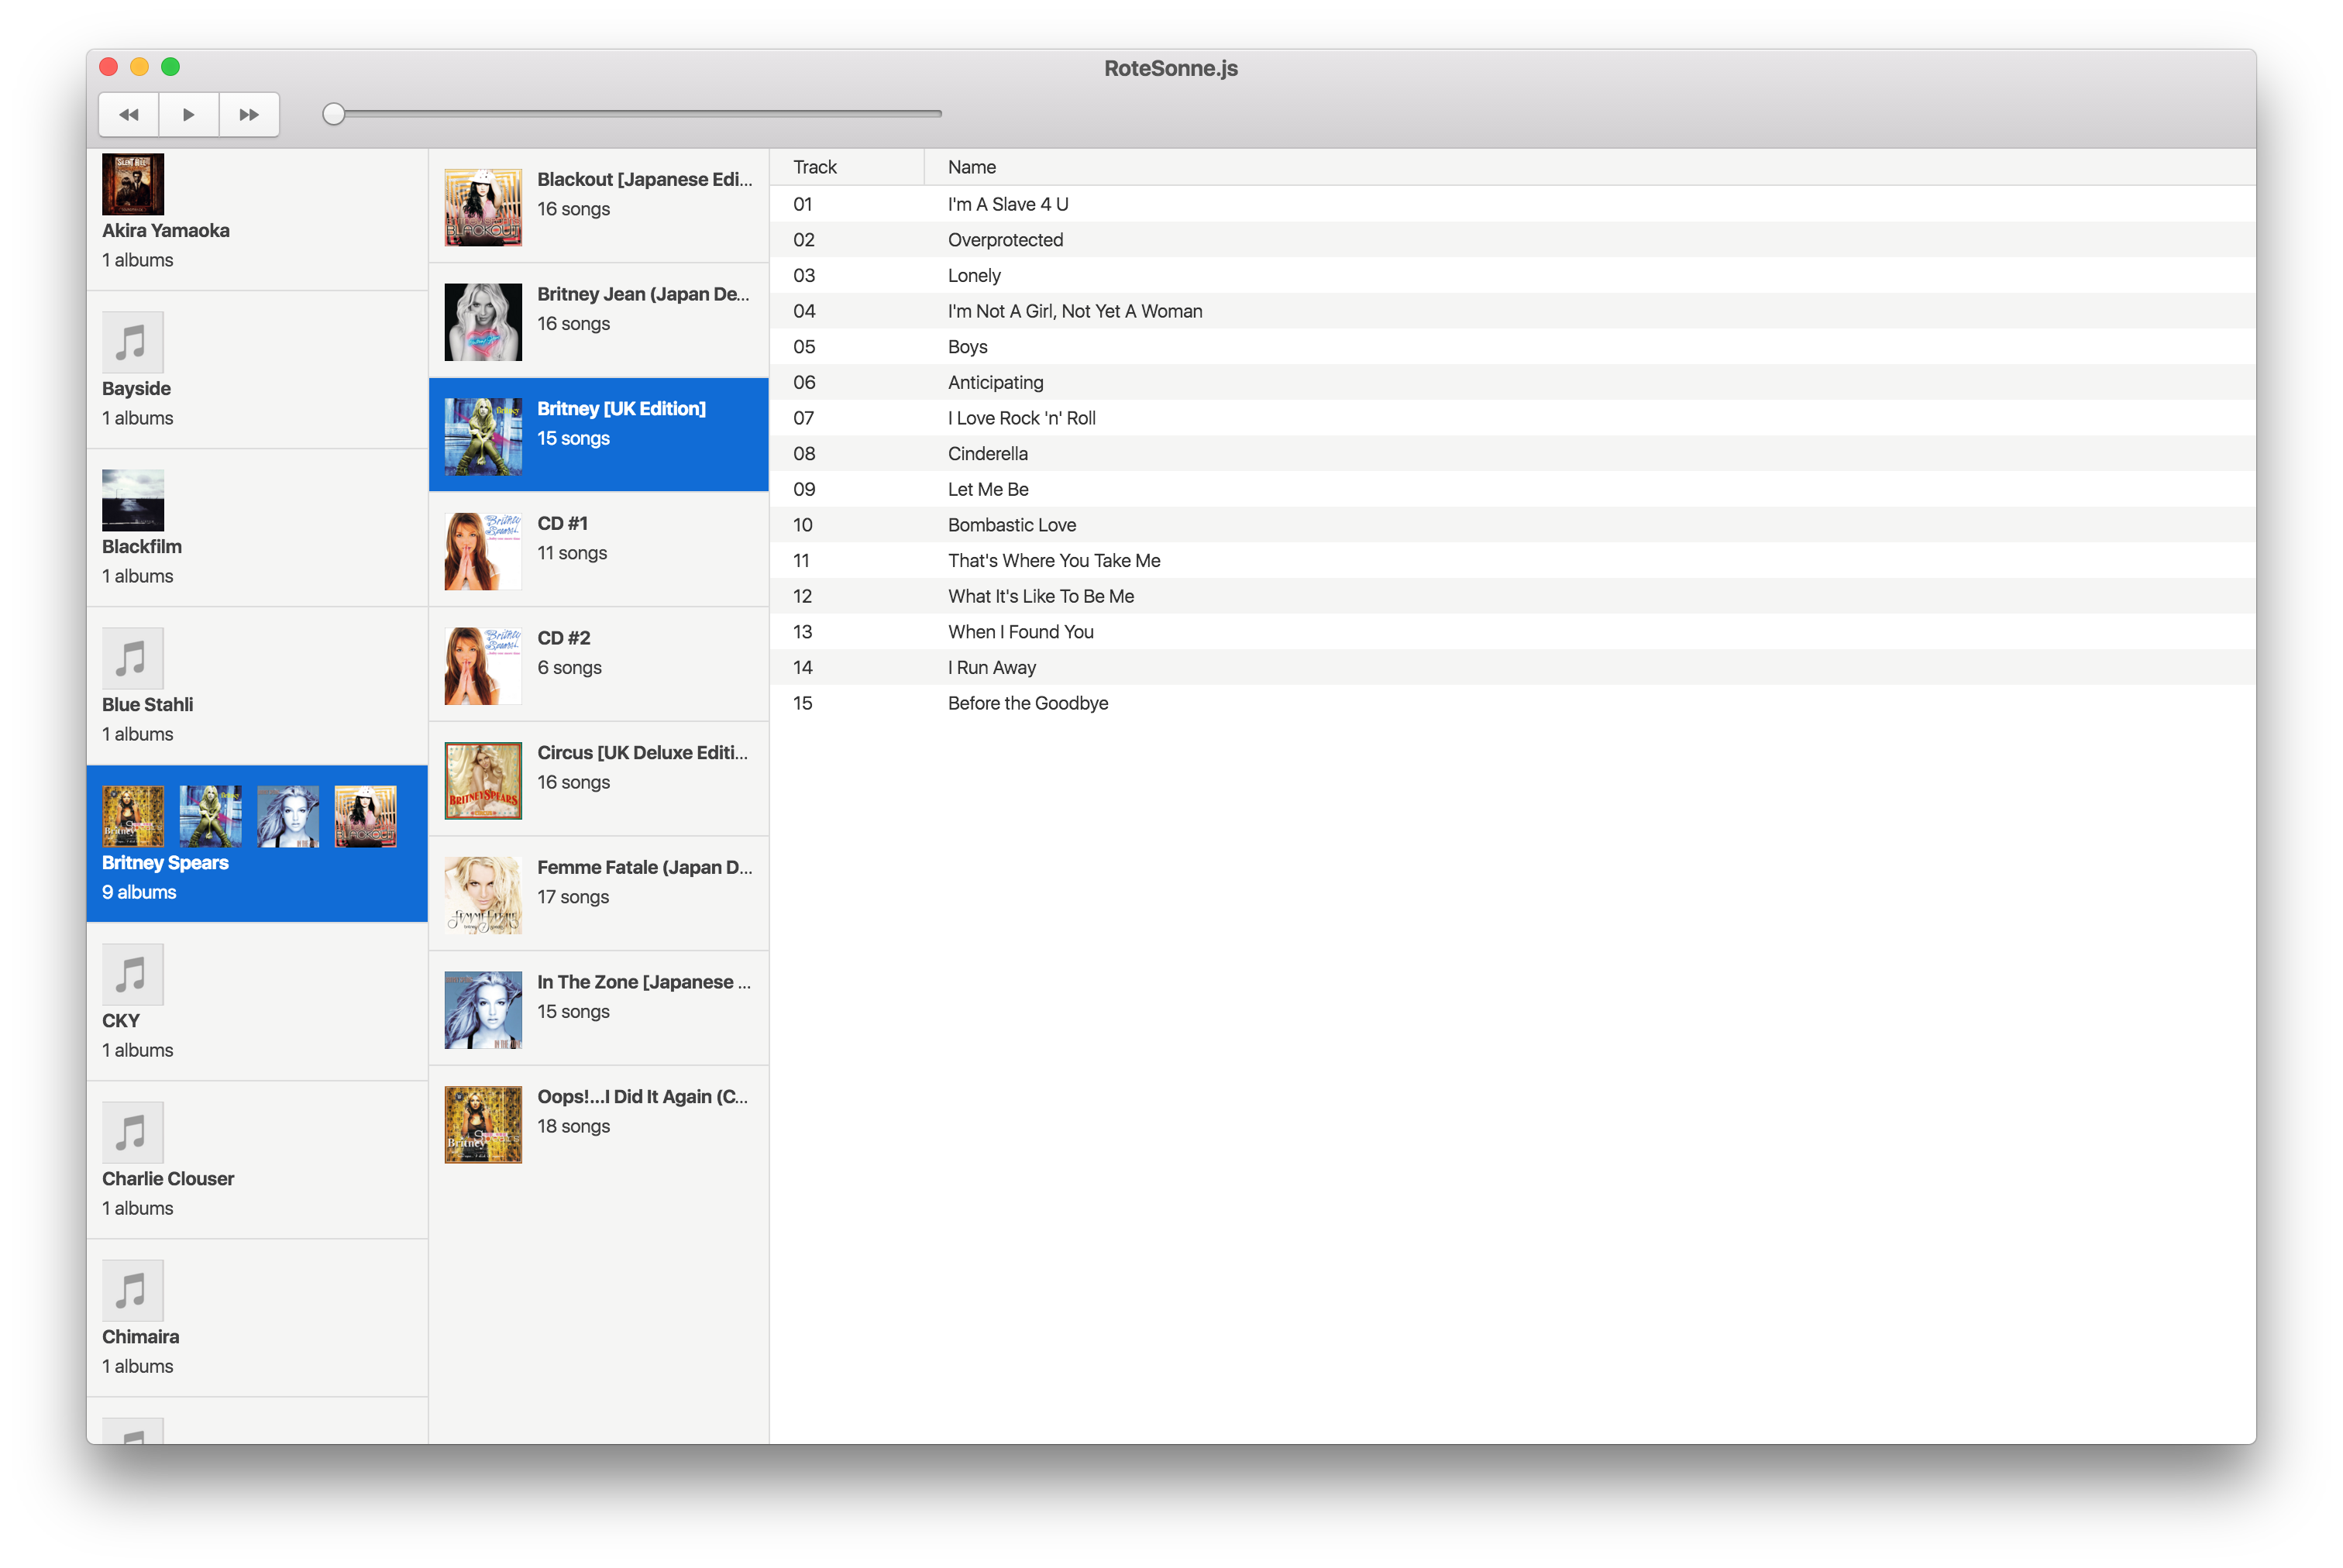 RoteSonne.js
Akira Yamaoka
1 albums
Bayside
1 albums
Blackfilm
1 albums
Blue Stahli
1 albums
Britney Spears
9 albums
CKY
1 albums
Charlie Clouser
1 albums
Chimaira
1 albums
Blackout [Japanese Edi...
16 songs
Britney Jean (Japan De...
16 songs
Britney [UK Edition]
15 songs
CD #1
11 songs
CD #2
6 songs
Circus [UK Deluxe Editi...
16 songs
Femme Fatale (Japan D...
17 songs
In The Zone [Japanese ...
15 songs
Oops!...I Did It Again (C...
18 songs
Track Name
01 I'm A Slave 4 U
02 Overprotected
03 Lonely
04 I'm Not A Girl, Not Yet A Woman
05 Boys
06 Anticipating
07 I Love Rock 'n' Roll
08 Cinderella
09 Let Me Be
10 Bombastic Love
11 That's Where You Take Me
12 What It's Like To Be Me
13 When I Found You
14 I Run Away
15 Before the Goodbye